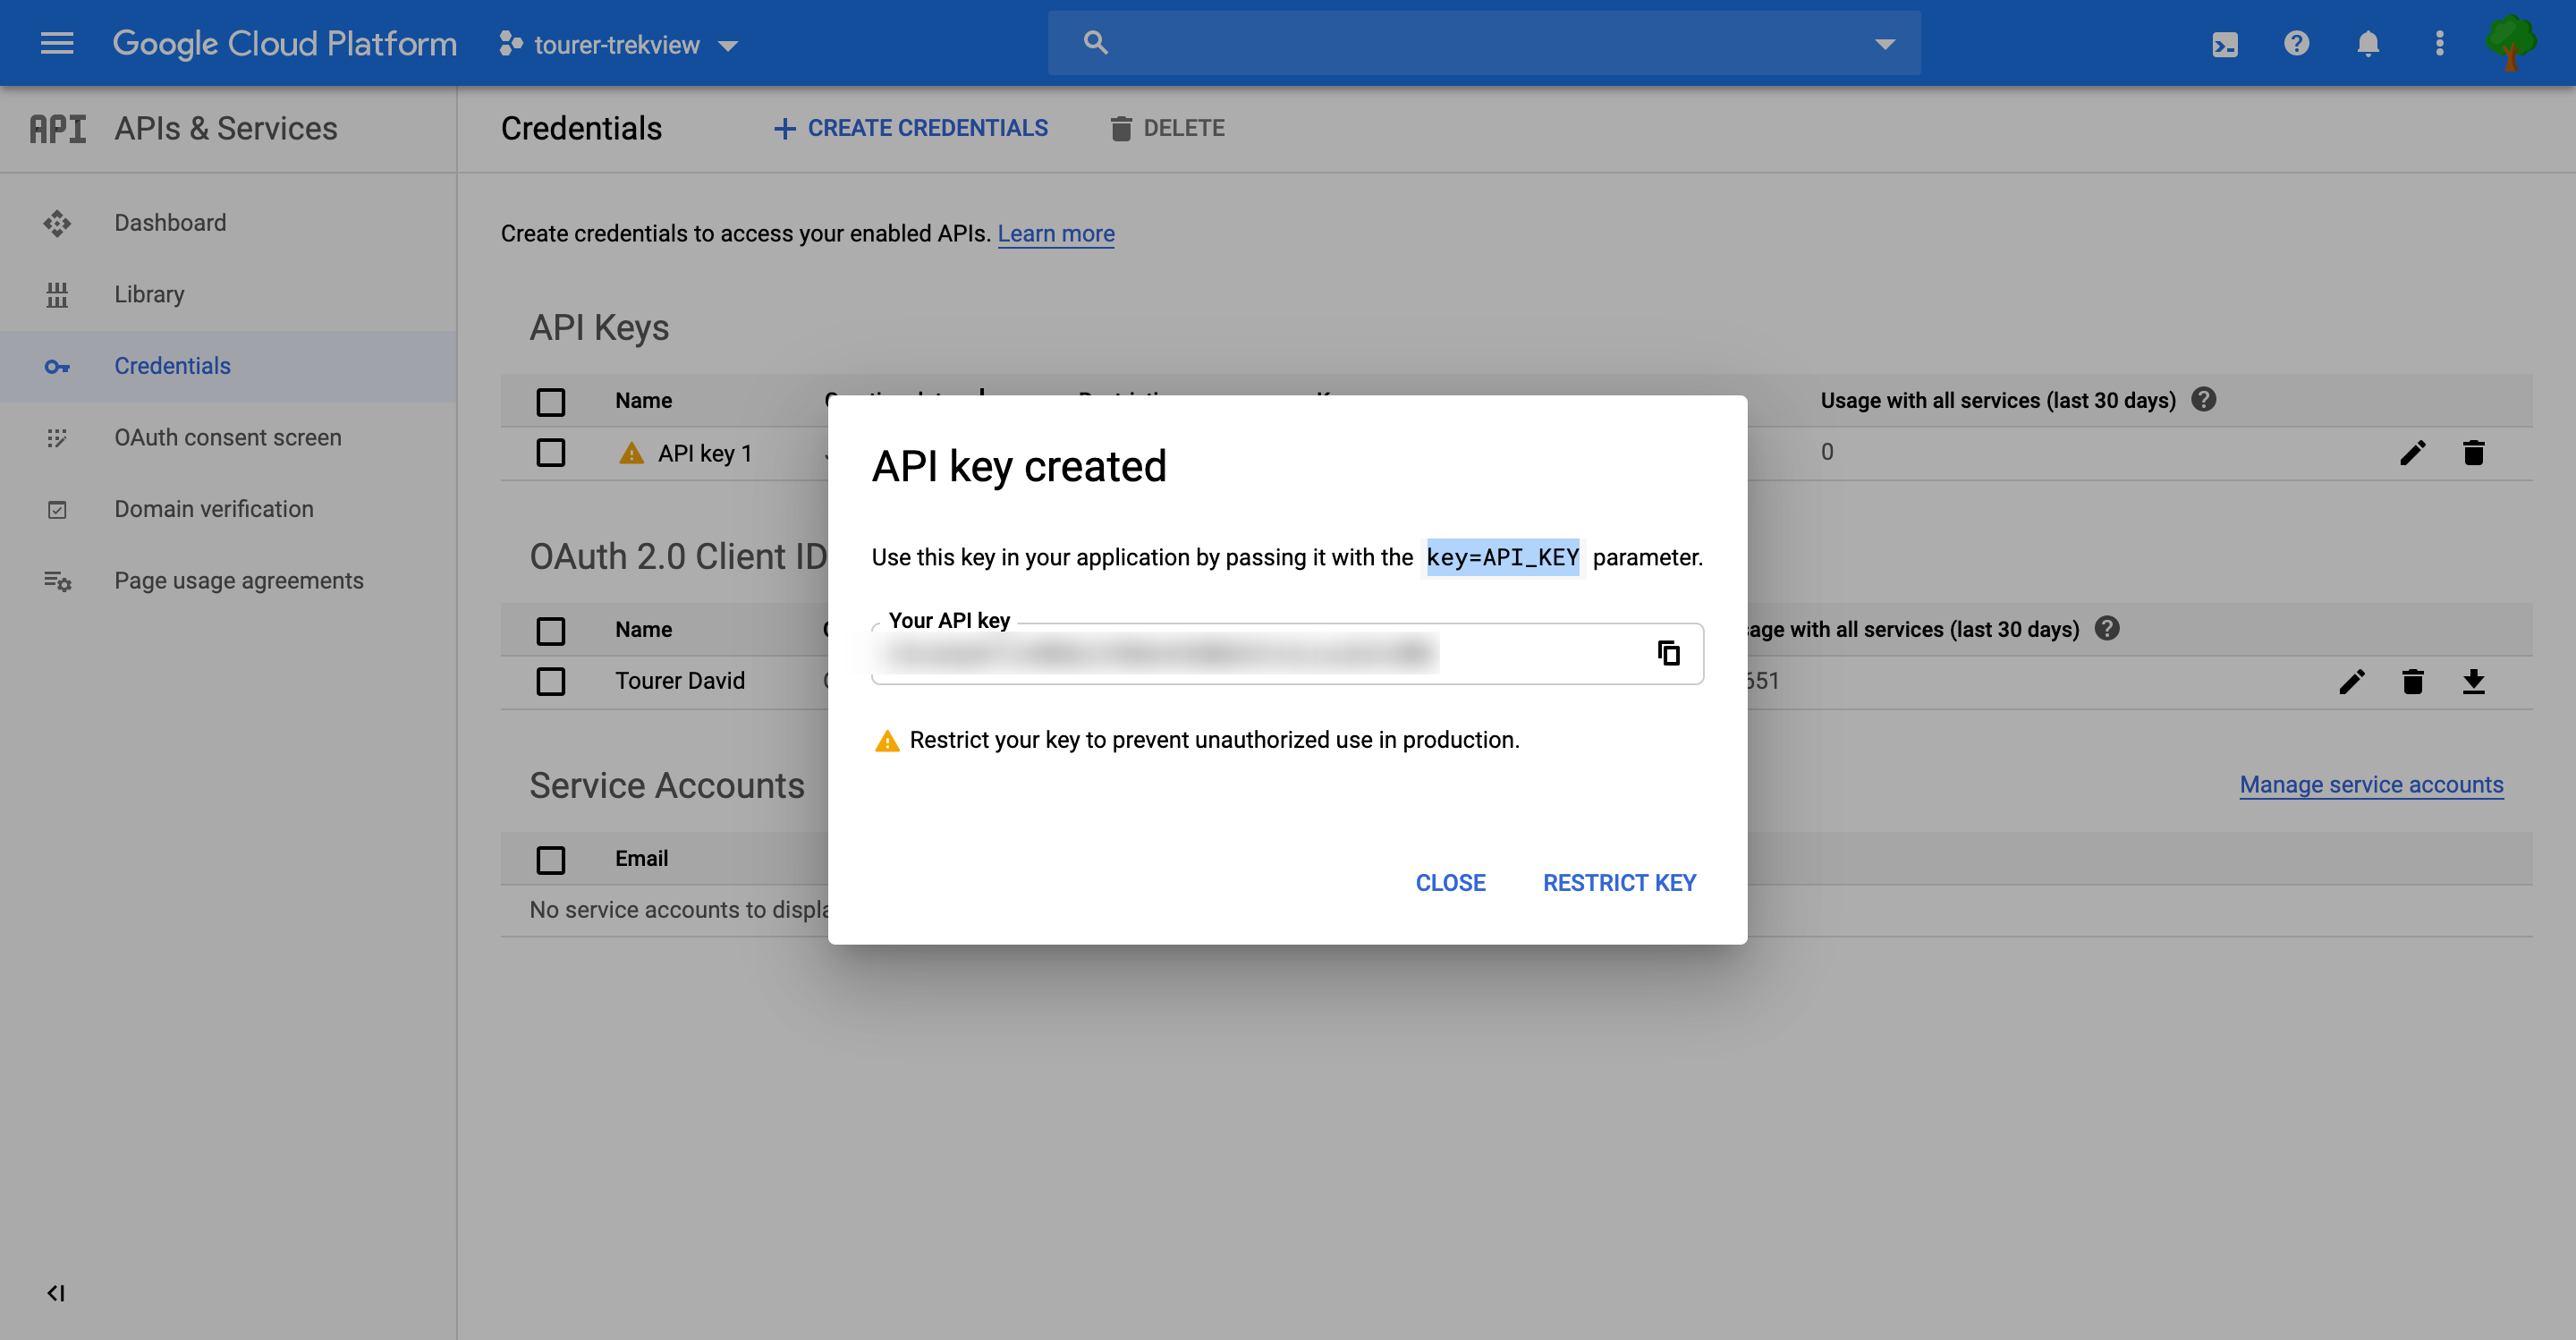 Google Cloud Platform tourer-trekview
API APIs & Services
Credentials + CREATE CREDENTIALS DELETE
Dashboard
Library
Credentials
OAuth consent screen
Domain verification
Page usage agreements
Create credentials to access your enabled APIs. Learn more
API Keys
Name Usage with all services (last 30 days)
API key 1 0
OAuth 2.0 Client ID
Name sage with all services (last 30 days)
Tourer David 651
Service Accounts Manage service accounts
Email
No service accounts to displa
API key created
Use this key in your application by passing it with the key=API_KEY parameter.
Your API key
Restrict your key to prevent unauthorized use in production.
CLOSE RESTRICT KEY